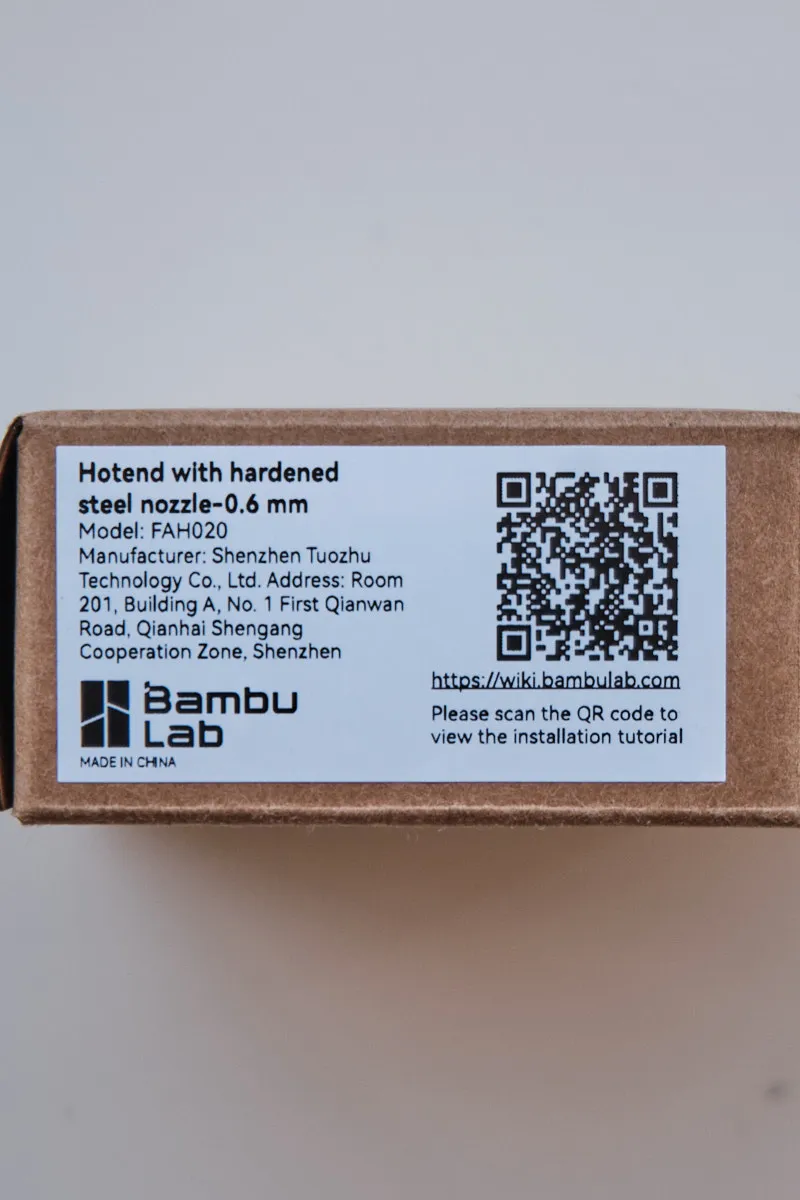 Hotend with hardened
steel nozzle-0.6 mm
Model: FAH020
Manufacturer: Shenzhen Tuozhu
Technology Co., Ltd. Address: Room
201, Building A, No. 1 First Qianwan
Road, Qianhai Shengang
Cooperation Zone, Shenzhen
Bambu
Lab
MADE IN CHINA
https://wiki.bambulab.com
Please scan the QR code to
view the installation tutorial